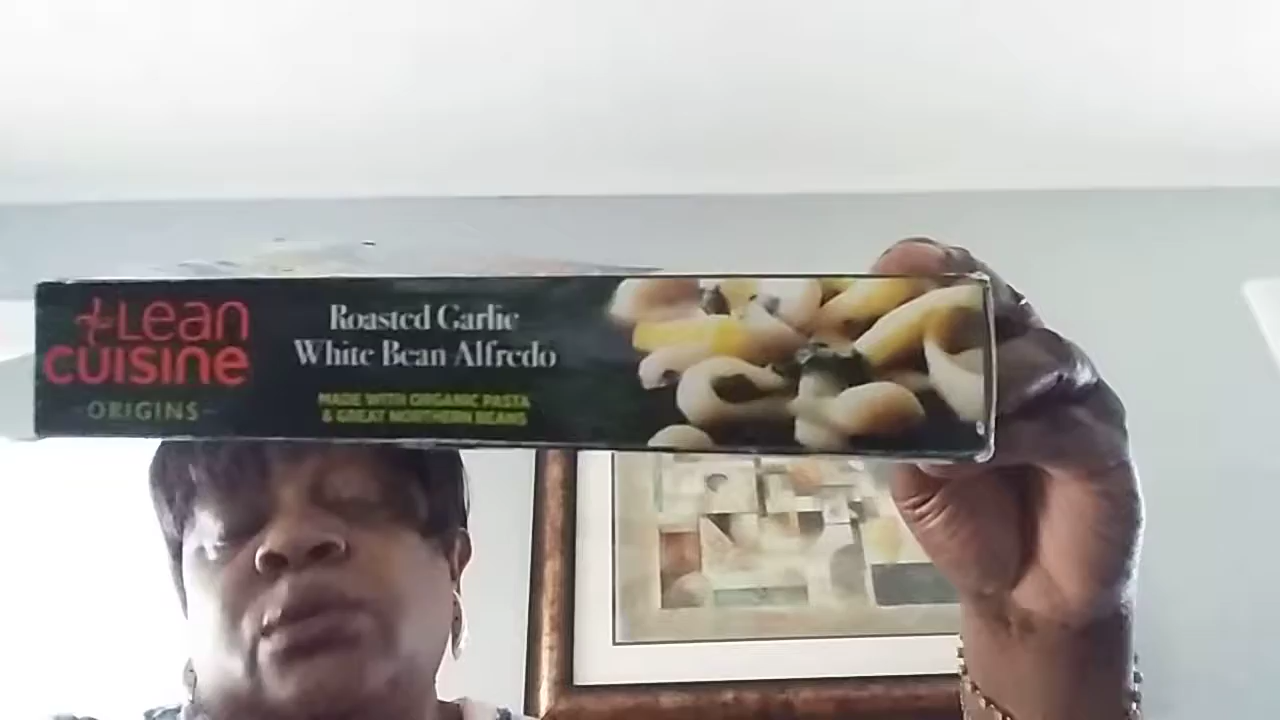 Lean
CUISINE
ORIGINS
Roasted Garlic
White Bean Alfredo
MADE WITH ORGANIC PASTA
& GREAT NORTHERN BEANS